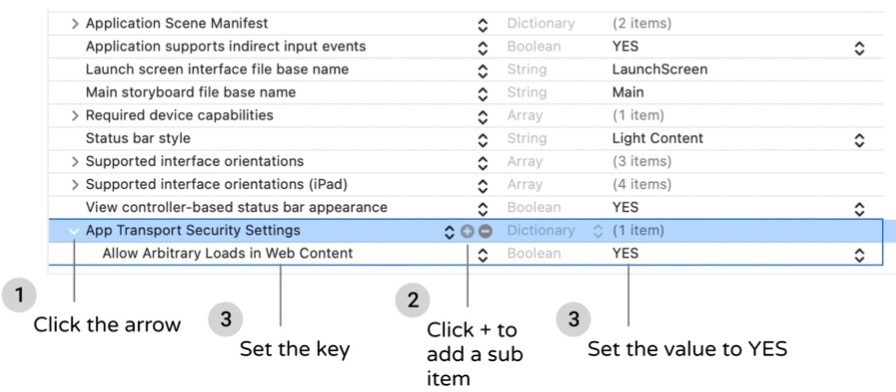 Application Scene Manifest Dictionary (2 items)
Application supports indirect input events Boolean YES
Launch screen interface file base name String LaunchScreen
Main storyboard file base name String Main
Required device capabilities Array (1 item)
Status bar style String Light Content
Supported interface orientations Array (3 items)
Supported interface orientations (iPad) Array (4 items)
View controller-based status bar appearance Boolean YES
App Transport Security Settings Dictionary (1 item)
Allow Arbitrary Loads in Web Content Boolean YES
1
Click the arrow
3
Set the key
2
Click + to
add a sub
item
3
Set the value to YES